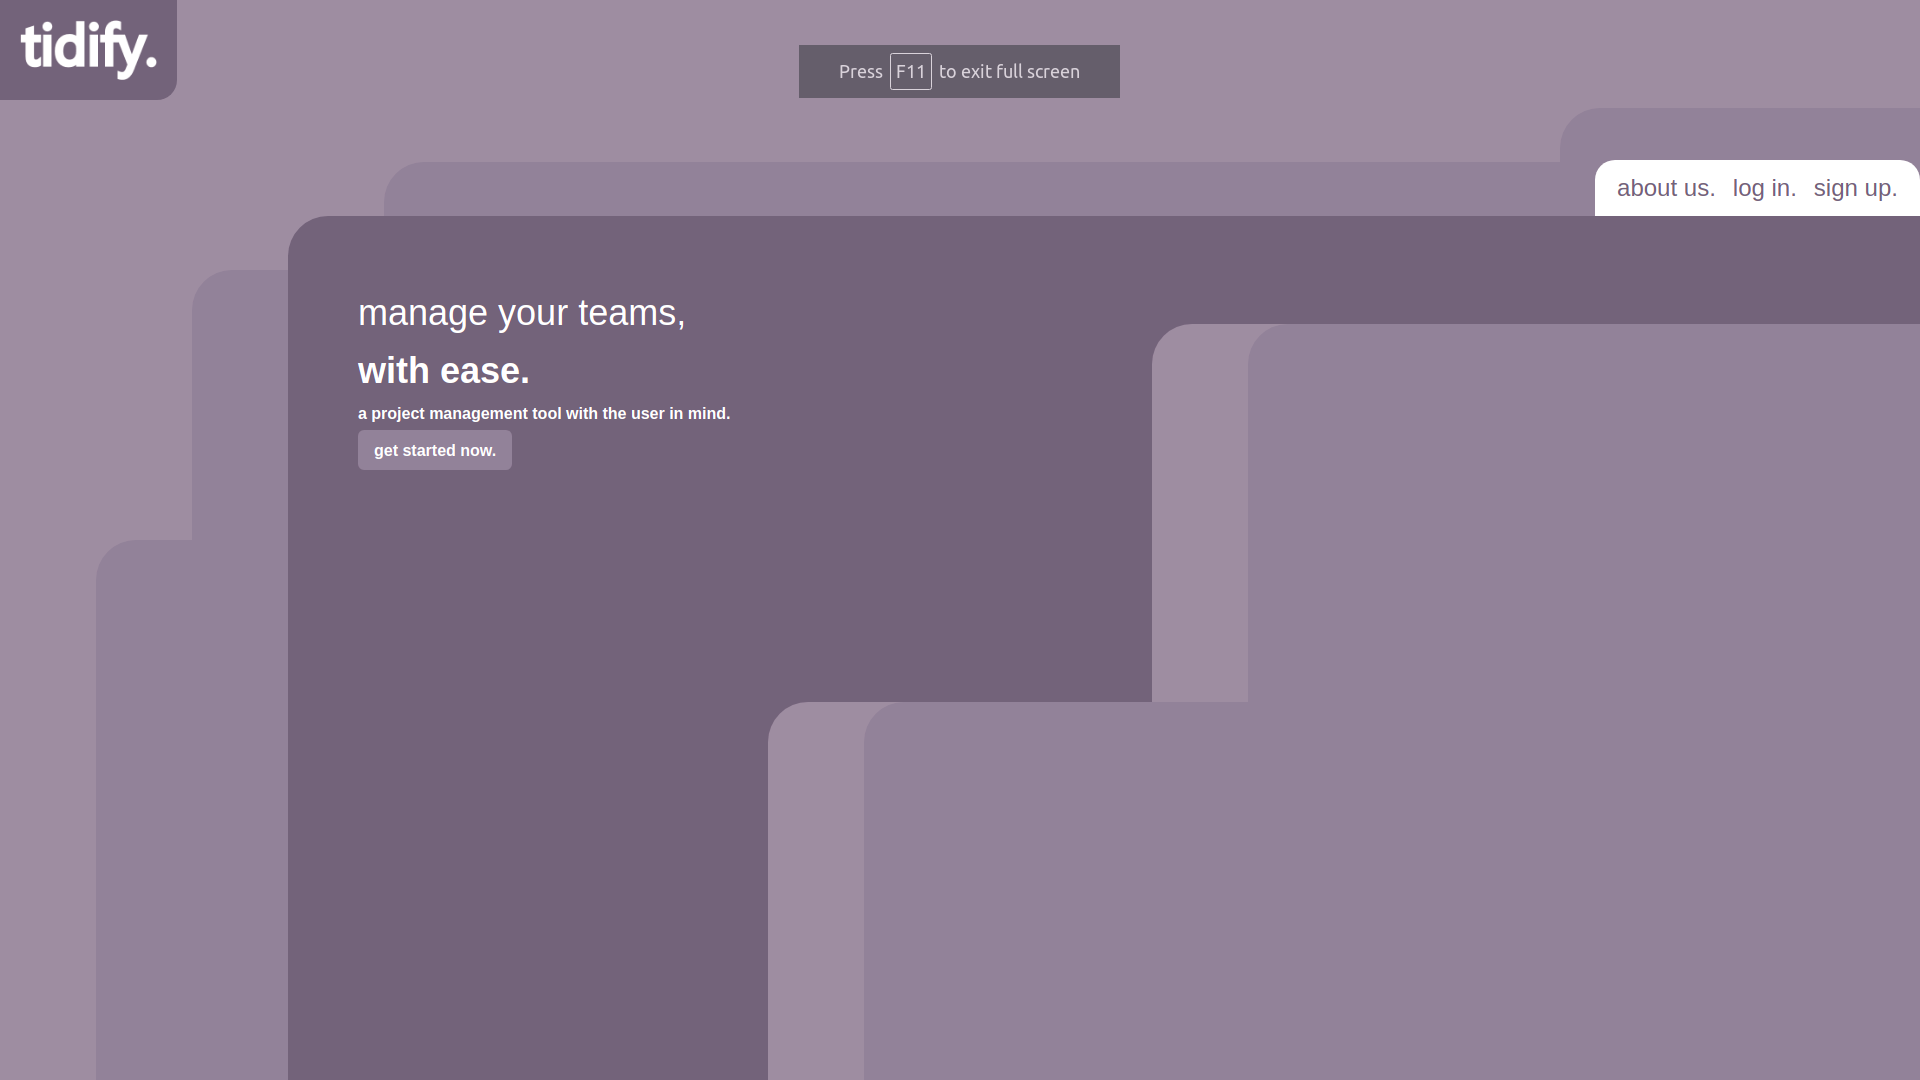 tidify.
Press F11 to exit full screen
about us. log in. sign up.
manage your teams,
with ease.
a project management tool with the user in mind.
get started now.